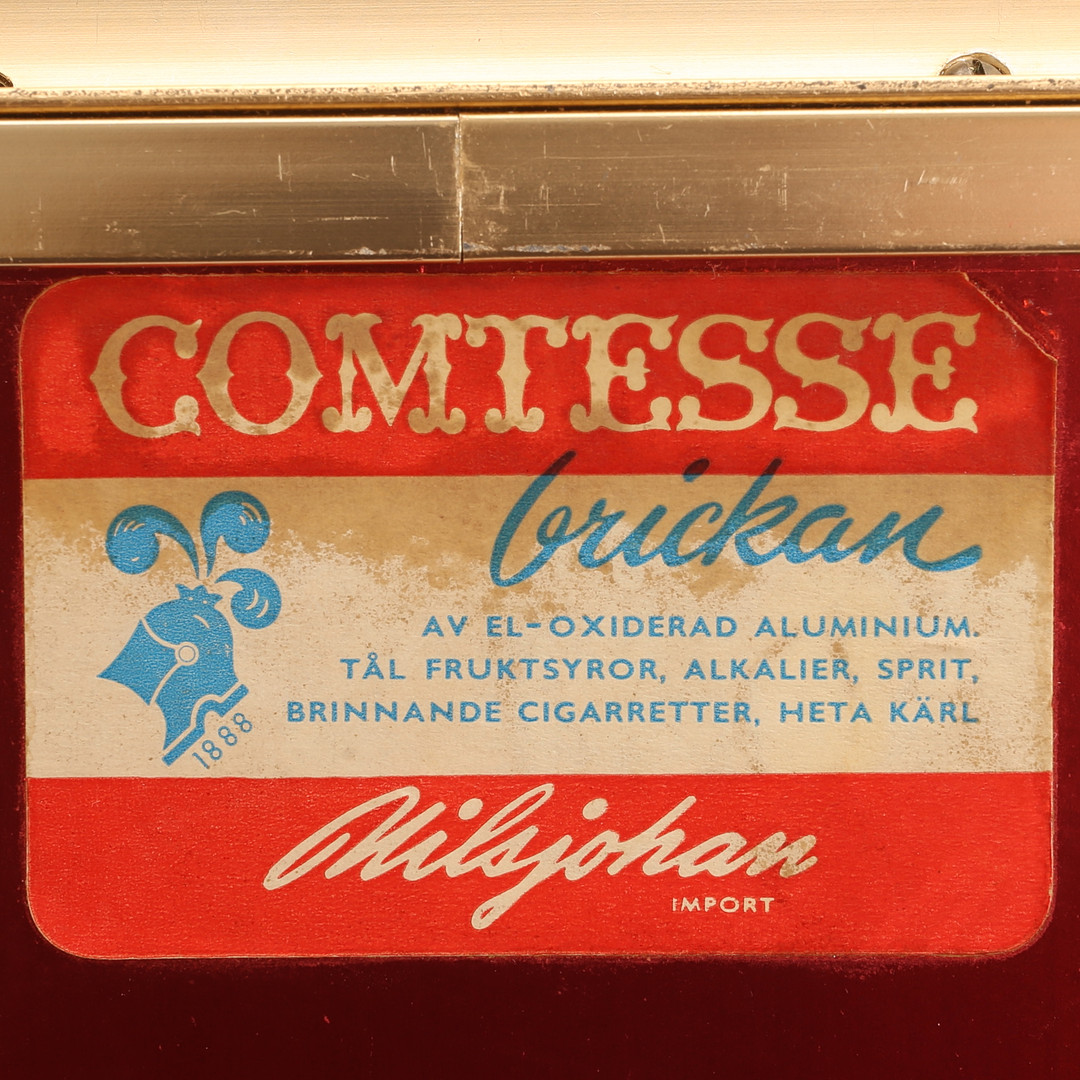 COMTESSE
brickan
AV EL-OXIDERAD ALUMINIUM.
TÅL FRUKTSYROR, ALKALIER, SPRIT,
BRINNANDE CIGARRETTER, HETA KÄRL
1888
Nilsjohan
IMPORT